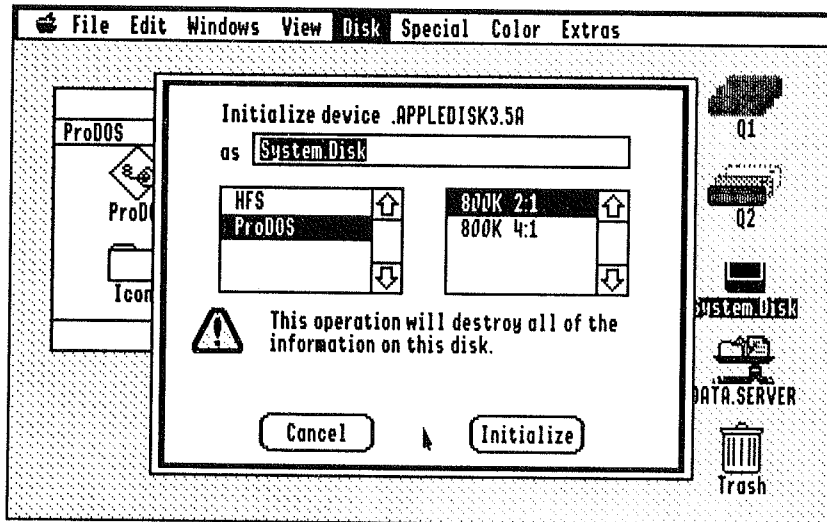 File Edit Windows View Disk Special Color Extras
Initialize device .APPLEDISK3.5A
as System.Disk
HFS
ProDOS
800K 2:1
800K 4:1
This operation will destroy all of the
information on this disk.
Cancel
Initialize
ProDOS
ProDO
Icon
Q1
Q2
System.Disk
DATA.SERVER
Trash